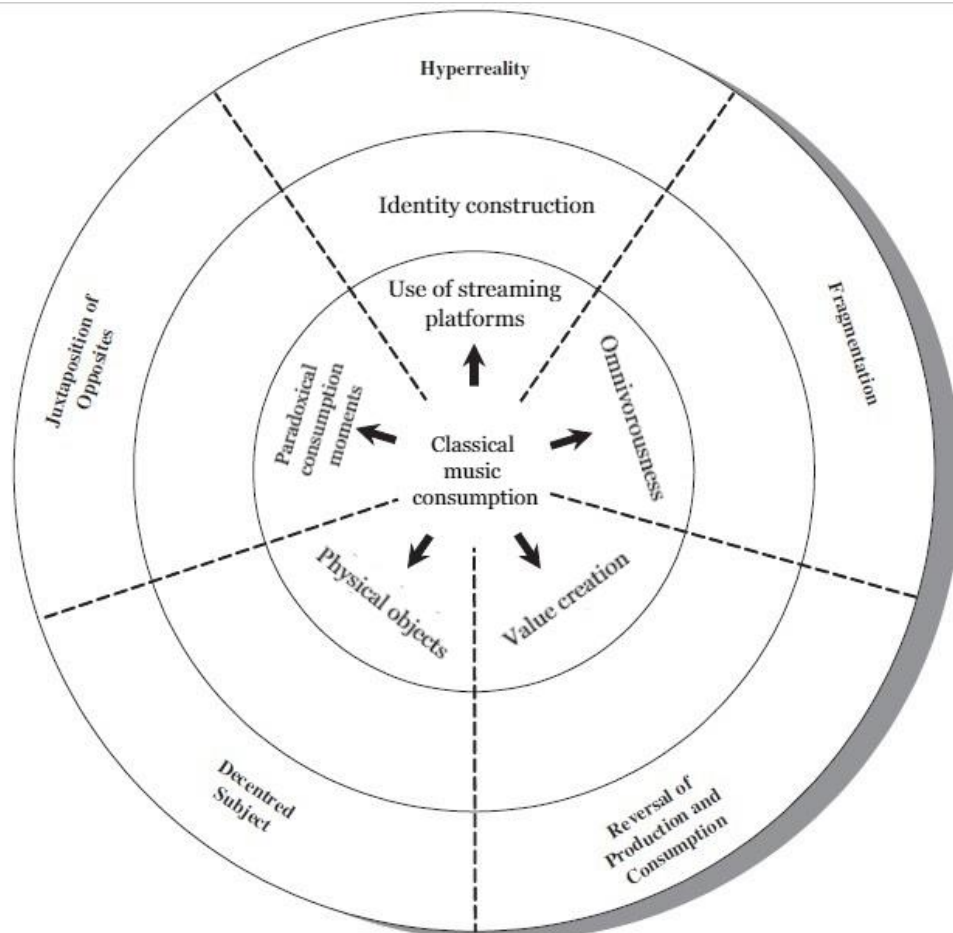 Hyperreality
Identity construction
Use of streaming
platforms
Juxtaposition of
Opposites
Paradoxical
consumption
moments
Omnivorousness
Fragmentation
Classical
music
consumption
Physical objects
Value creation
Decentred
Subject
Reversal of
Production and
Consumption